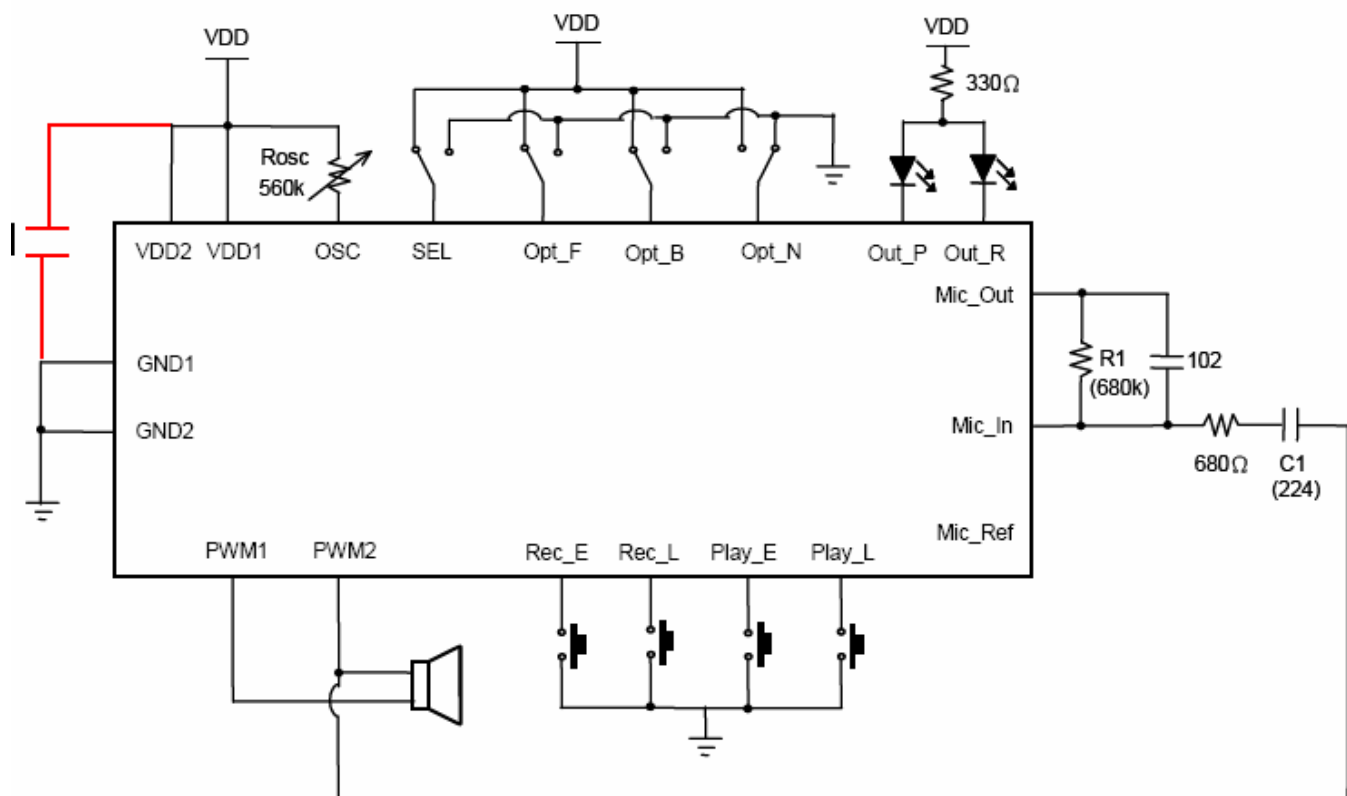 VDD
VDD
VDD
330Ω
Rosc
560k
VDD2
VDD1
OSC
SEL
Opt_F
Opt_B
Opt_N
Out_P
Out_R
Mic_Out
GND1
R1
(680k)
102
GND2
Mic_In
680Ω
C1
(224)
Mic_Ref
PWM1
PWM2
Rec_E
Rec_L
Play_E
Play_L